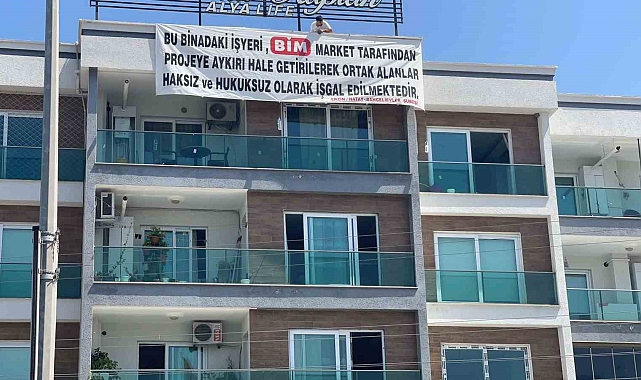 ALYA LIFE
BU BİNADAKİ İŞYERİ , BİM MARKET TARAFINDAN
PROJEYE AYKIRI HALE GETİRİLEREK ORTAK ALANLAR
HAKSIZ ve HUKUKSUZ OLARAK İŞGAL EDİLMEKTEDİR.